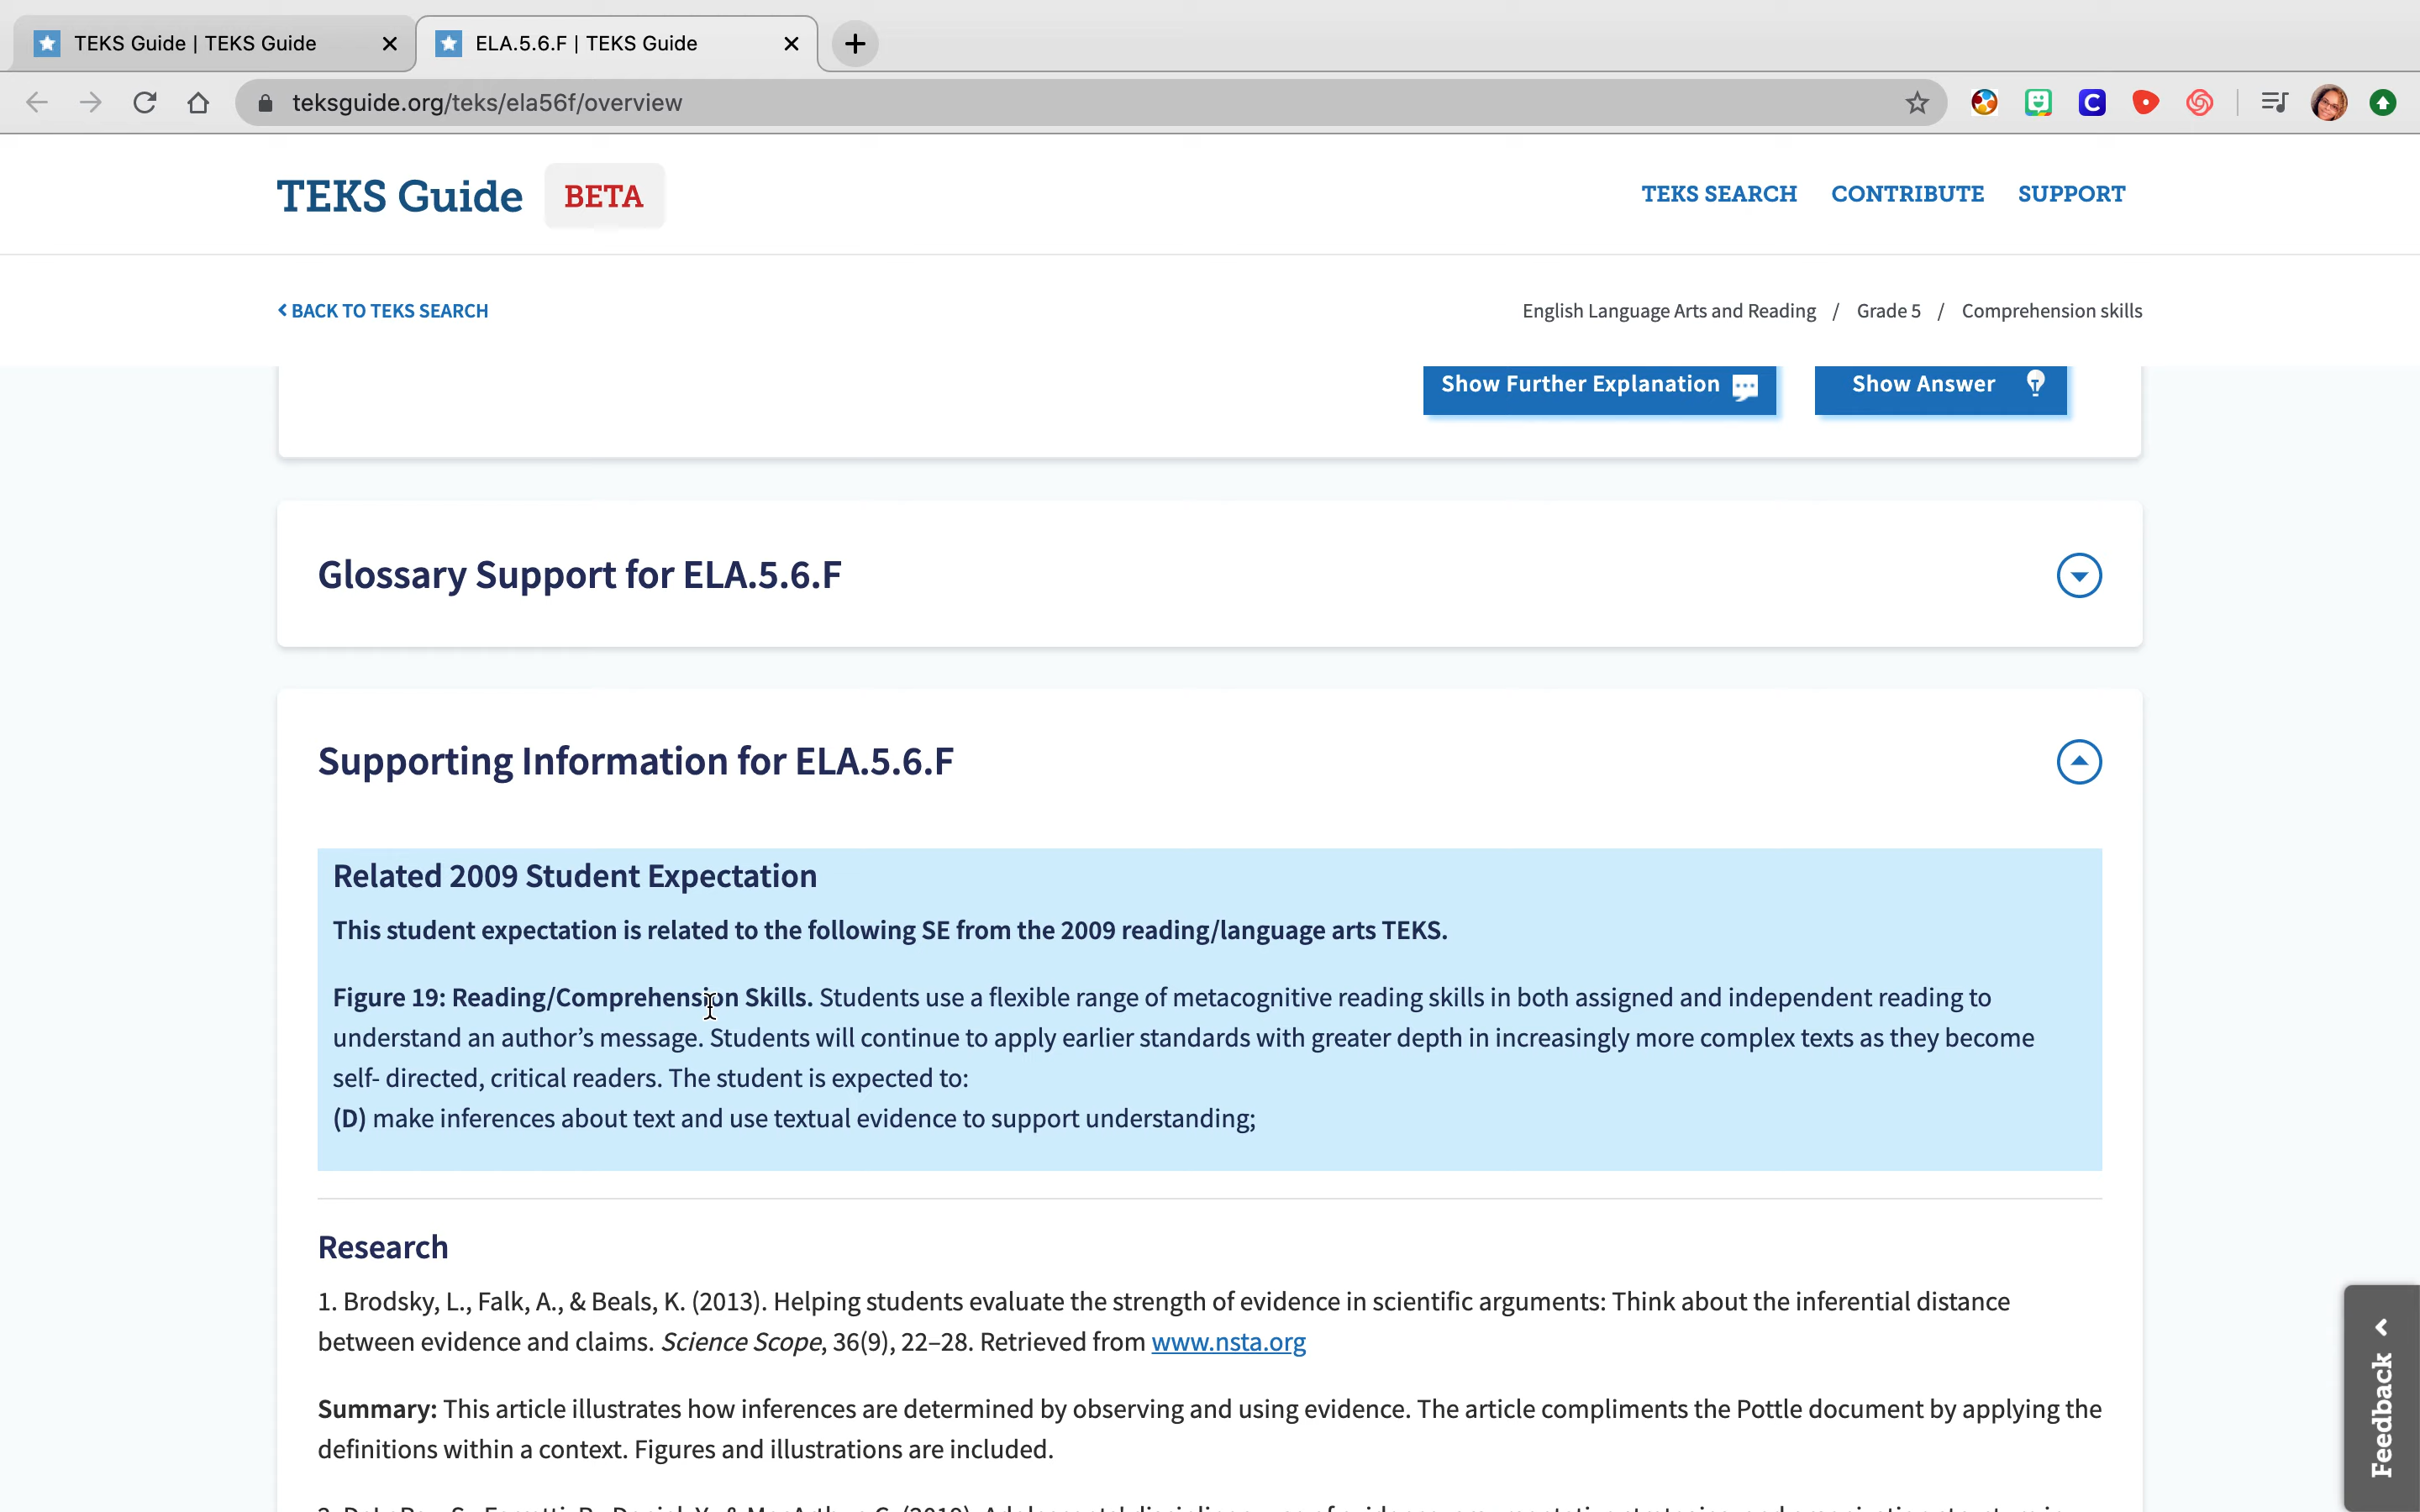 TEKS Guide | TEKS Guide
ELA.5.6.F | TEKS Guide
teksguide.org/teks/ela56f/overview
TEKS Guide BETA
TEKS SEARCH CONTRIBUTE SUPPORT
BACK TO TEKS SEARCH
English Language Arts and Reading / Grade 5 / Comprehension skills
Show Further Explanation
Show Answer
Glossary Support for ELA.5.6.F
Supporting Information for ELA.5.6.F
Related 2009 Student Expectation
This student expectation is related to the following SE from the 2009 reading/language arts TEKS.
Figure 19: Reading/Comprehension Skills. Students use a flexible range of metacognitive reading skills in both assigned and independent reading to
understand an author’s message. Students will continue to apply earlier standards with greater depth in increasingly more complex texts as they become
self- directed, critical readers. The student is expected to:
(D) make inferences about text and use textual evidence to support understanding;
Research
1. Brodsky, L., Falk, A., & Beals, K. (2013). Helping students evaluate the strength of evidence in scientific arguments: Think about the inferential distance
between evidence and claims. Science Scope, 36(9), 22–28. Retrieved from www.nsta.org
Summary: This article illustrates how inferences are determined by observing and using evidence. The article compliments the Pottle document by applying the
definitions within a context. Figures and illustrations are included.
Feedback